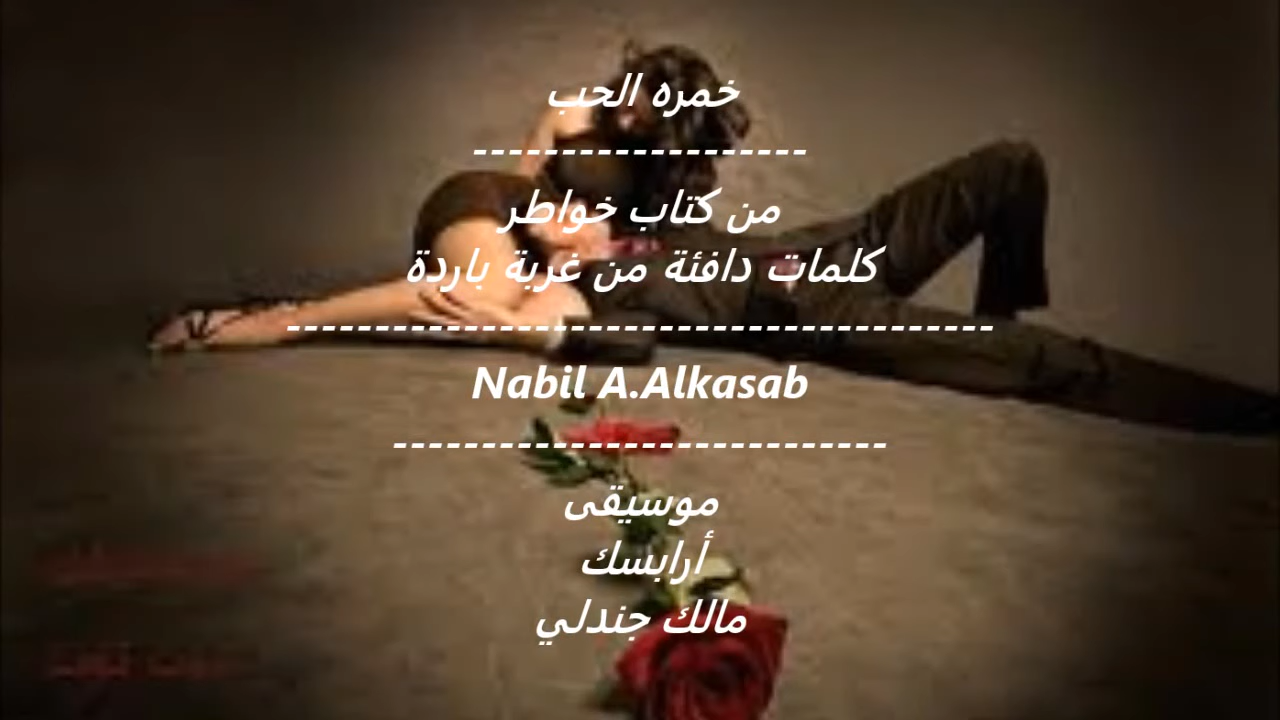 خمره الحب
-------------------
من كتاب خواطر
كلمات دافئة من غربة باردة
----------------------------------------
Nabil A.Alkasab
----------------------------
موسيقى
أرابسك
مالك جندلي